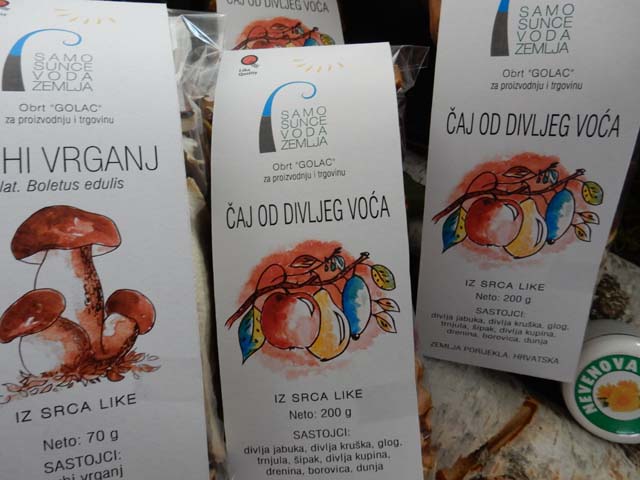 SAMO
SUNCE
VODA
ZEMLJA
Obrt "GOLAC"
za proizvodnju i trgovinu
HI VRGANJ
lat. Boletus edulis
IZ SRCA LIKE
Neto: 70 g
SASTOJCI:
hi vrganj
Lika
Quality
SAMO
SUNCE
VODA
ZEMLJA
Obrt "GOLAC"
za proizvodnju i trgovinu
ČAJ OD DIVLJEG VOĆA
IZ SRCA LIKE
Neto: 200 g
SASTOJCI:
divlja jabuka, divlja kruška, glog,
trnjula, šipak, divlja kupina,
drenina, borovica, dunja
SAMO
SUNCE
VODA
ZEMLJA
Obrt "GOLAC"
za proizvodnju i trgovinu
ČAJ OD DIVLJEG VOĆA
IZ SRCA LIKE
Neto: 200 g
SASTOJCI:
divlja jabuka, divlja kruška, glog,
trnjula, šipak, divlja kupina,
drenina, borovica, dunja
ZEMLJA PORIJEKLA: HRVATSKA
NEVENOVA